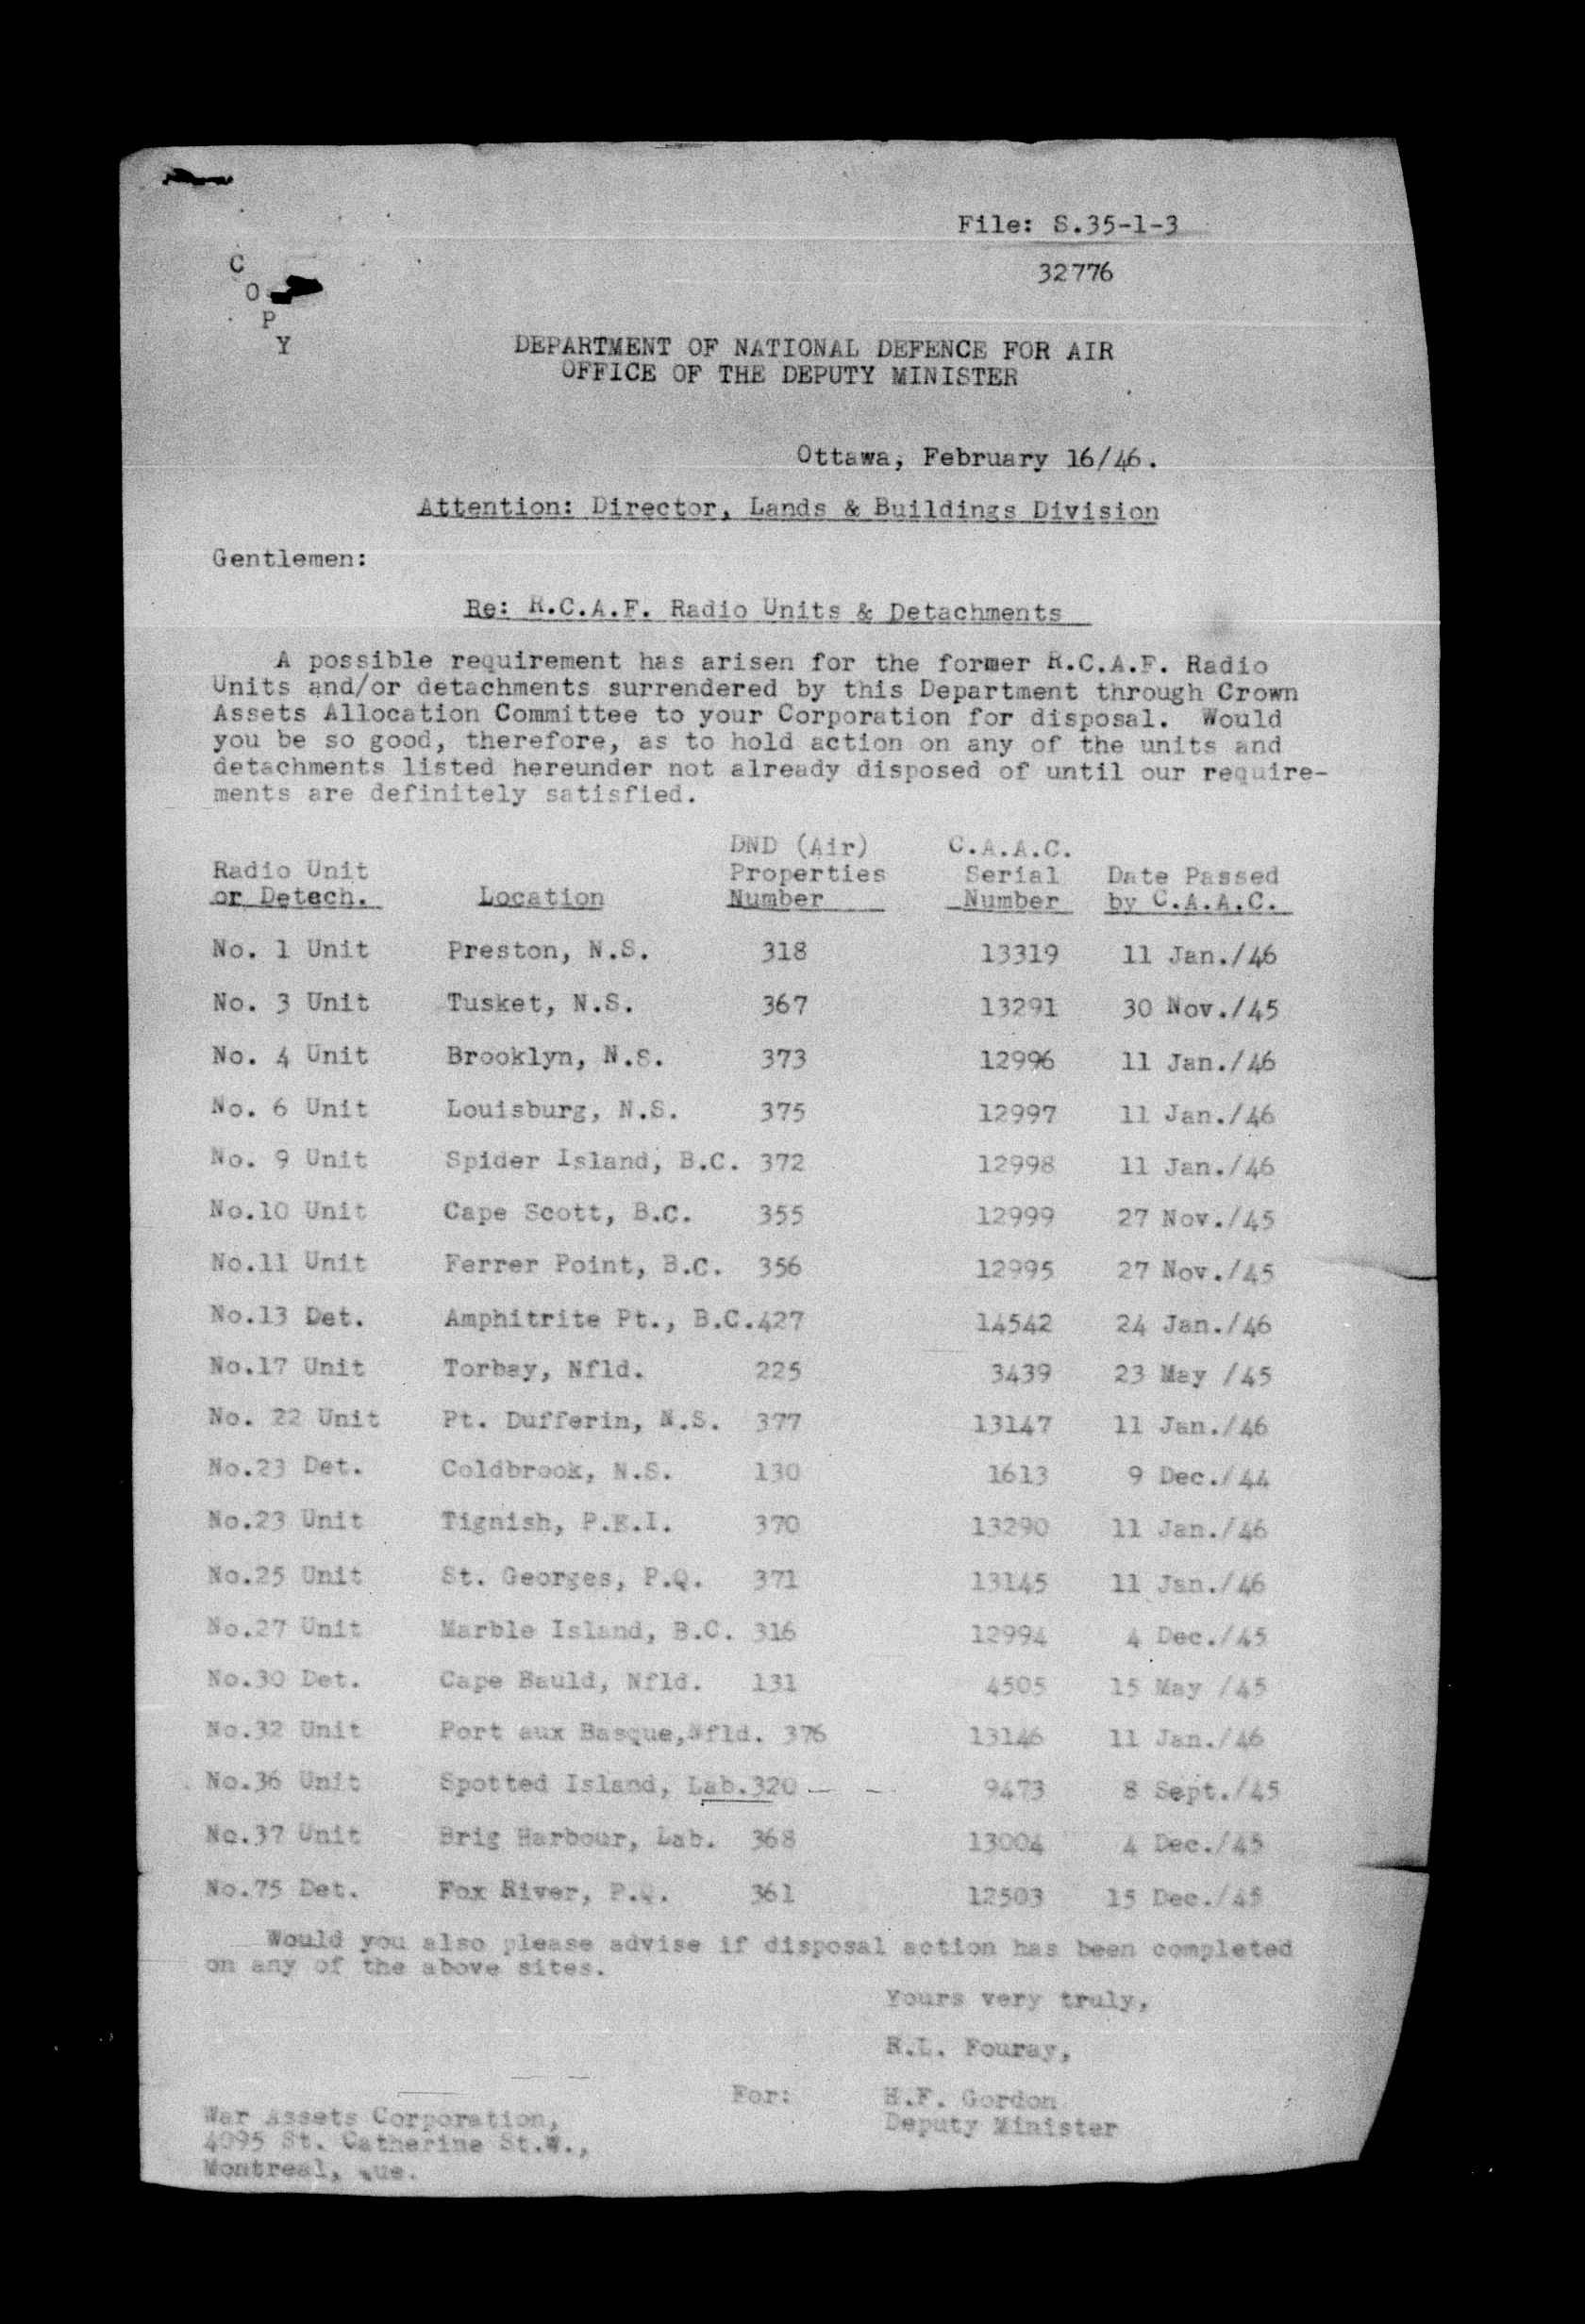 File: S.35-1-3
32776
C
O
P
Y
DEPARTMENT OF NATIONAL DEFENCE FOR AIR
OFFICE OF THE DEPUTY MINISTER
Ottawa, February 16/46.
Attention: Director, Lands & Buildings Division
Gentlemen:
Re: R.C.A.F. Radio Units & Detachments
A possible requirement has arisen for the former R.C.A.F. Radio
Units and/or detachments surrendered by this Department through Crown
Assets Allocation Committee to your Corporation for disposal. Would
you be so good, therefore, as to hold action on any of the units and
detachments listed hereunder not already disposed of until our require-
ments are definitely satisfied.
DND (Air) C.A.A.C.
Radio Unit Properties Serial Date Passed
or Detech. Location Number Number by C.A.A.C.
No. 1 Unit Preston, N.S. 318 13319 11 Jan./46
No. 3 Unit Tusket, N.S. 367 13291 30 Nov./45
No. 4 Unit Brooklyn, N.S. 373 12996 11 Jan./46
No. 6 Unit Louisburg, N.S. 375 12997 11 Jan./46
No. 9 Unit Spider Island, B.C. 372 12998 11 Jan./46
No.10 Unit Cape Scott, B.C. 355 12999 27 Nov./45
No.11 Unit Ferrer Point, B.C. 356 12995 27 Nov./45
No.13 Det. Amphitrite Pt., B.C.427 14542 24 Jan./46
No.17 Unit Torbay, Nfld. 225 3439 23 May /45
No. 22 Unit Pt. Dufferin, N.S. 377 13147 11 Jan./46
No.23 Det. Coldbrook, N.S. 130 1613 9 Dec./44
No.23 Unit Tignish, P.E.I. 370 13290 11 Jan./46
No.25 Unit St. Georges, P.Q. 371 13145 11 Jan./46
No.27 Unit Marble Island, B.C. 316 12994 4 Dec./45
No.30 Det. Cape Bauld, Nfld. 131 4505 15 May /45
No.32 Unit Port aux Basque,Nfld. 376 13146 11 Jan./46
No.36 Unit Spotted Island, Lab.320 9473 8 Sept./45
No.37 Unit Brig Harbour, Lab. 368 13004 4 Dec./45
No.75 Det. Fox River, P.Q. 361 12503 15 Dec./45
Would you also please advise if disposal action has been completed
on any of the above sites.
Yours very truly,
R.L. Fouray,
For: H.F. Gordon
Deputy Minister
War Assets Corporation,
4095 St. Catherine St.W.,
Montreal, Que.